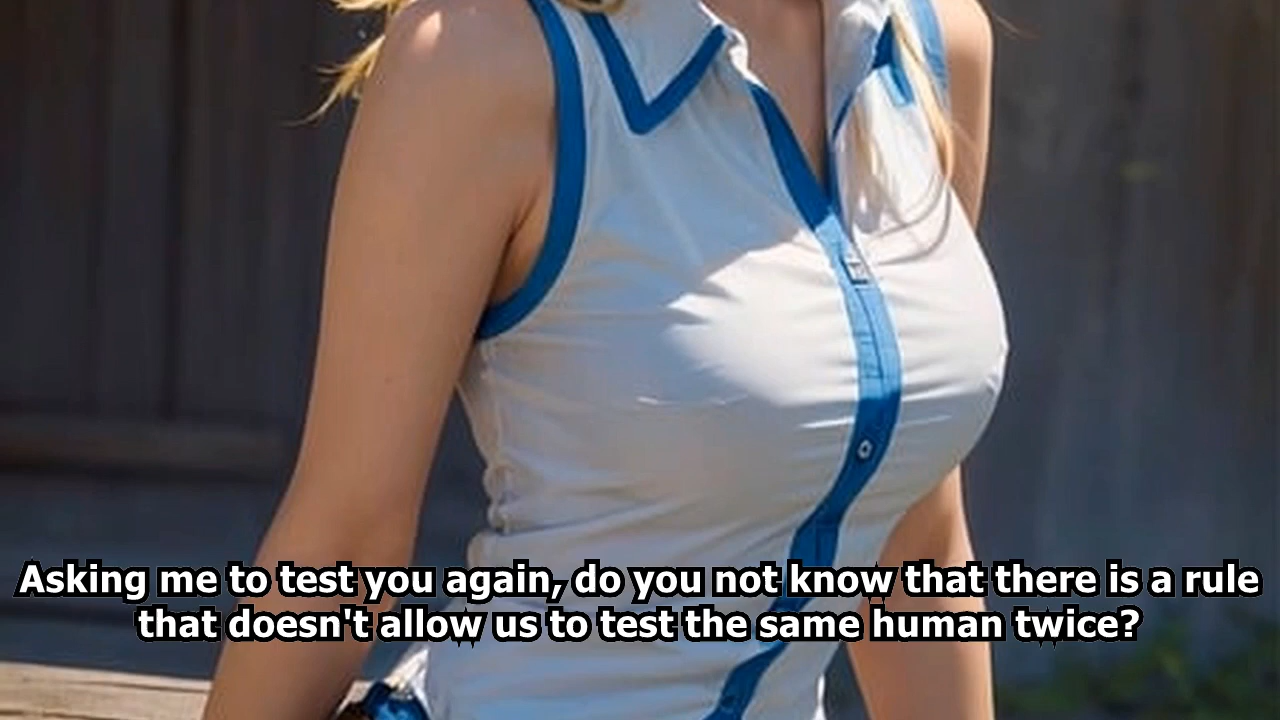 Asking me to test you again, do you not know that there is a rule
that doesn't allow us to test the same human twice?